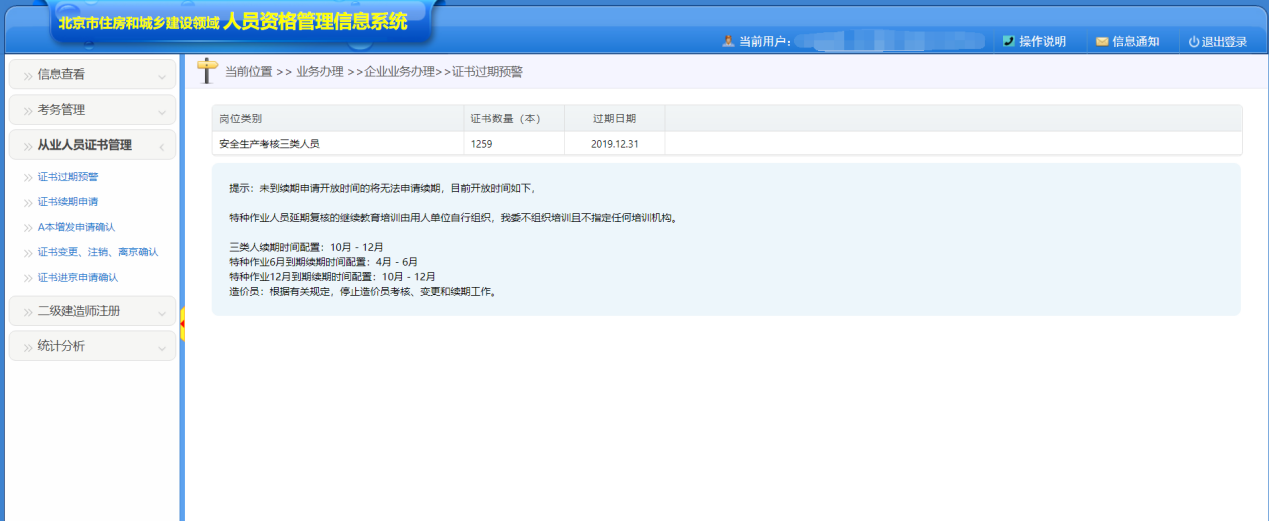 北京市住房和城乡建设领域 人员资格管理信息系统
当前用户： 操作说明 信息通知 退出登录
信息查看
考务管理
从业人员证书管理
证书过期预警
证书续期申请
A本增发申请确认
证书变更、注销、离京确认
证书进京申请确认
二级建造师注册
统计分析
当前位置 >> 业务办理 >>企业业务办理>>证书过期预警
岗位类别 证书数量（本） 过期日期
安全生产考核三类人员 1259 2019.12.31
提示：未到续期申请开放时间的将无法申请续期，目前开放时间如下，
特种作业人员延期复核的继续教育培训由用人单位自行组织，我委不组织培训且不指定任何培训机构。
三类人续期时间配置：10月 - 12月
特种作业6月到期续期时间配置：4月 - 6月
特种作业12月到期续期时间配置：10月 - 12月
造价员：根据有关规定，停止造价员考核、变更和续期工作。